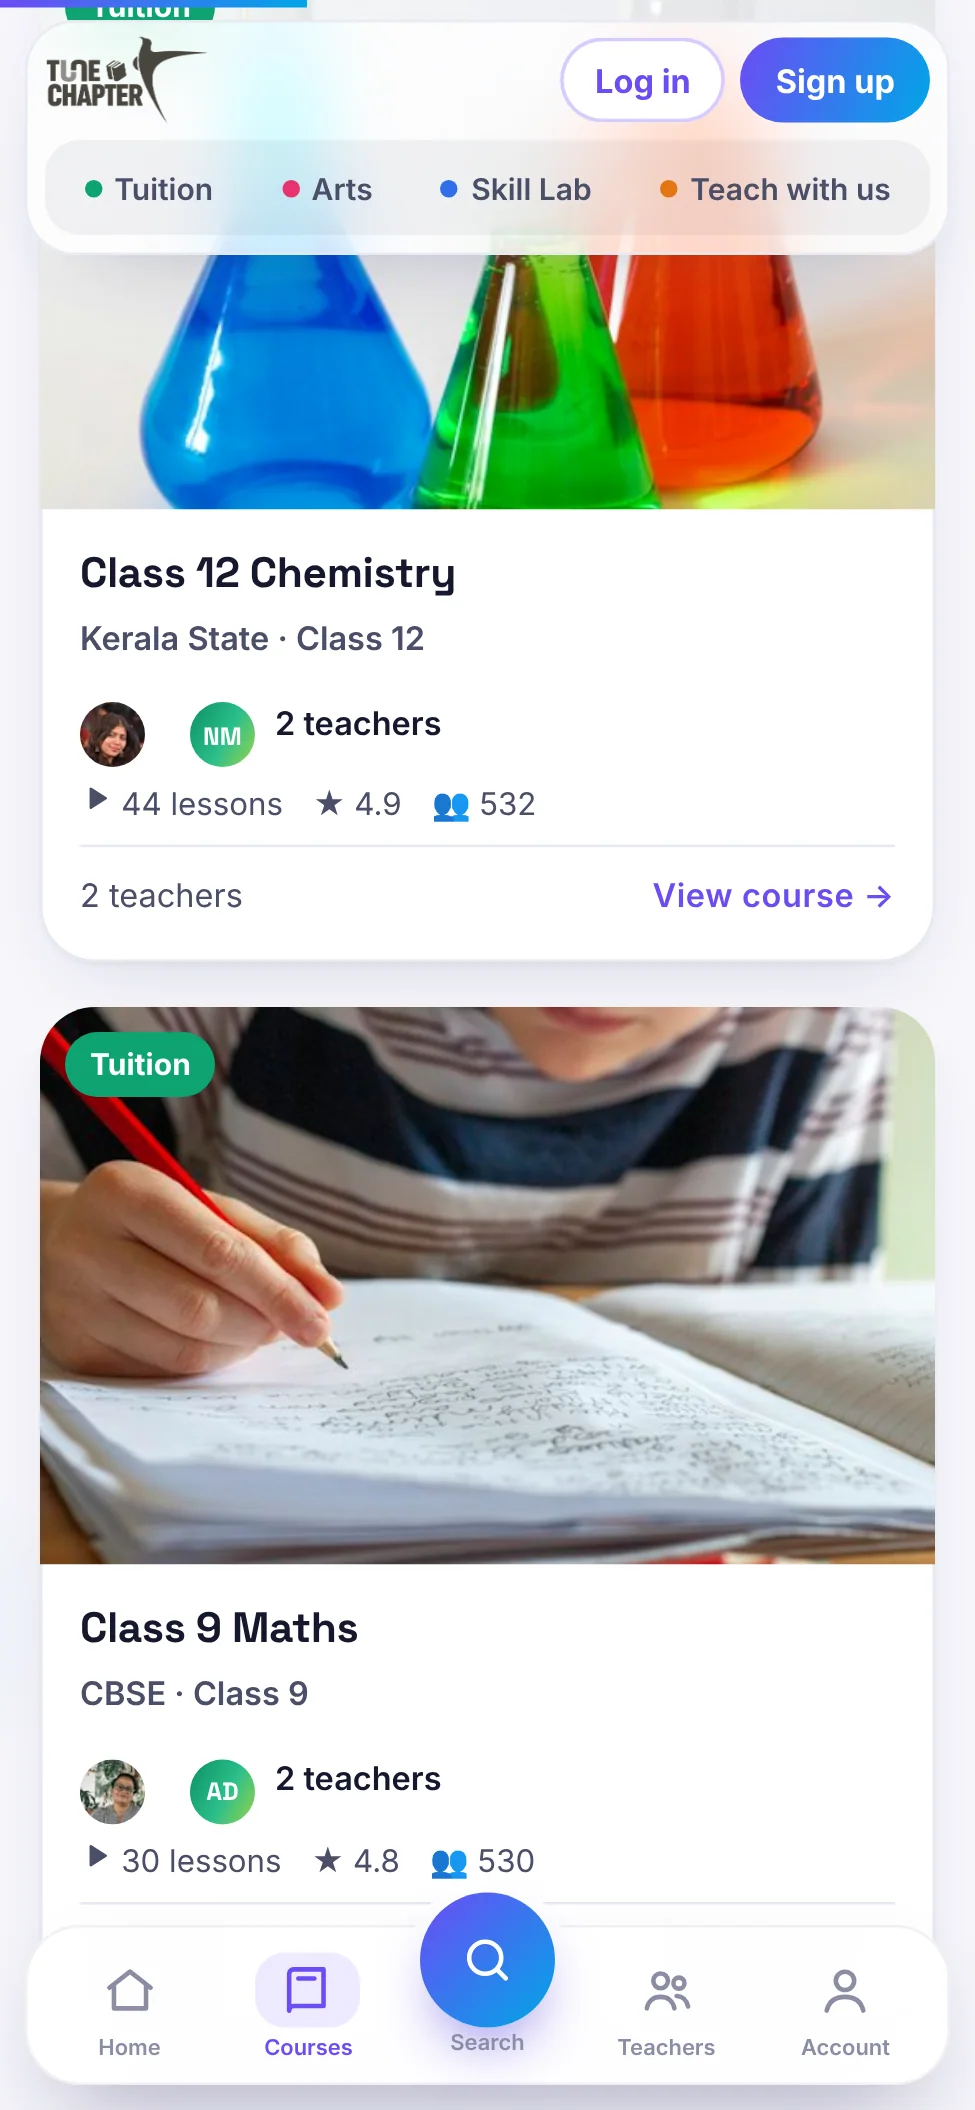 Tuition
TUNE
CHAPTER
Log in
Sign up
Tuition
Arts
Skill Lab
Teach with us
Class 12 Chemistry
Kerala State · Class 12
NM
2 teachers
44 lessons ★ 4.9 👥 532
2 teachers
View course →
Tuition
Class 9 Maths
CBSE · Class 9
AD
2 teachers
30 lessons ★ 4.8 👥 530
Home
Courses
Search
Teachers
Account